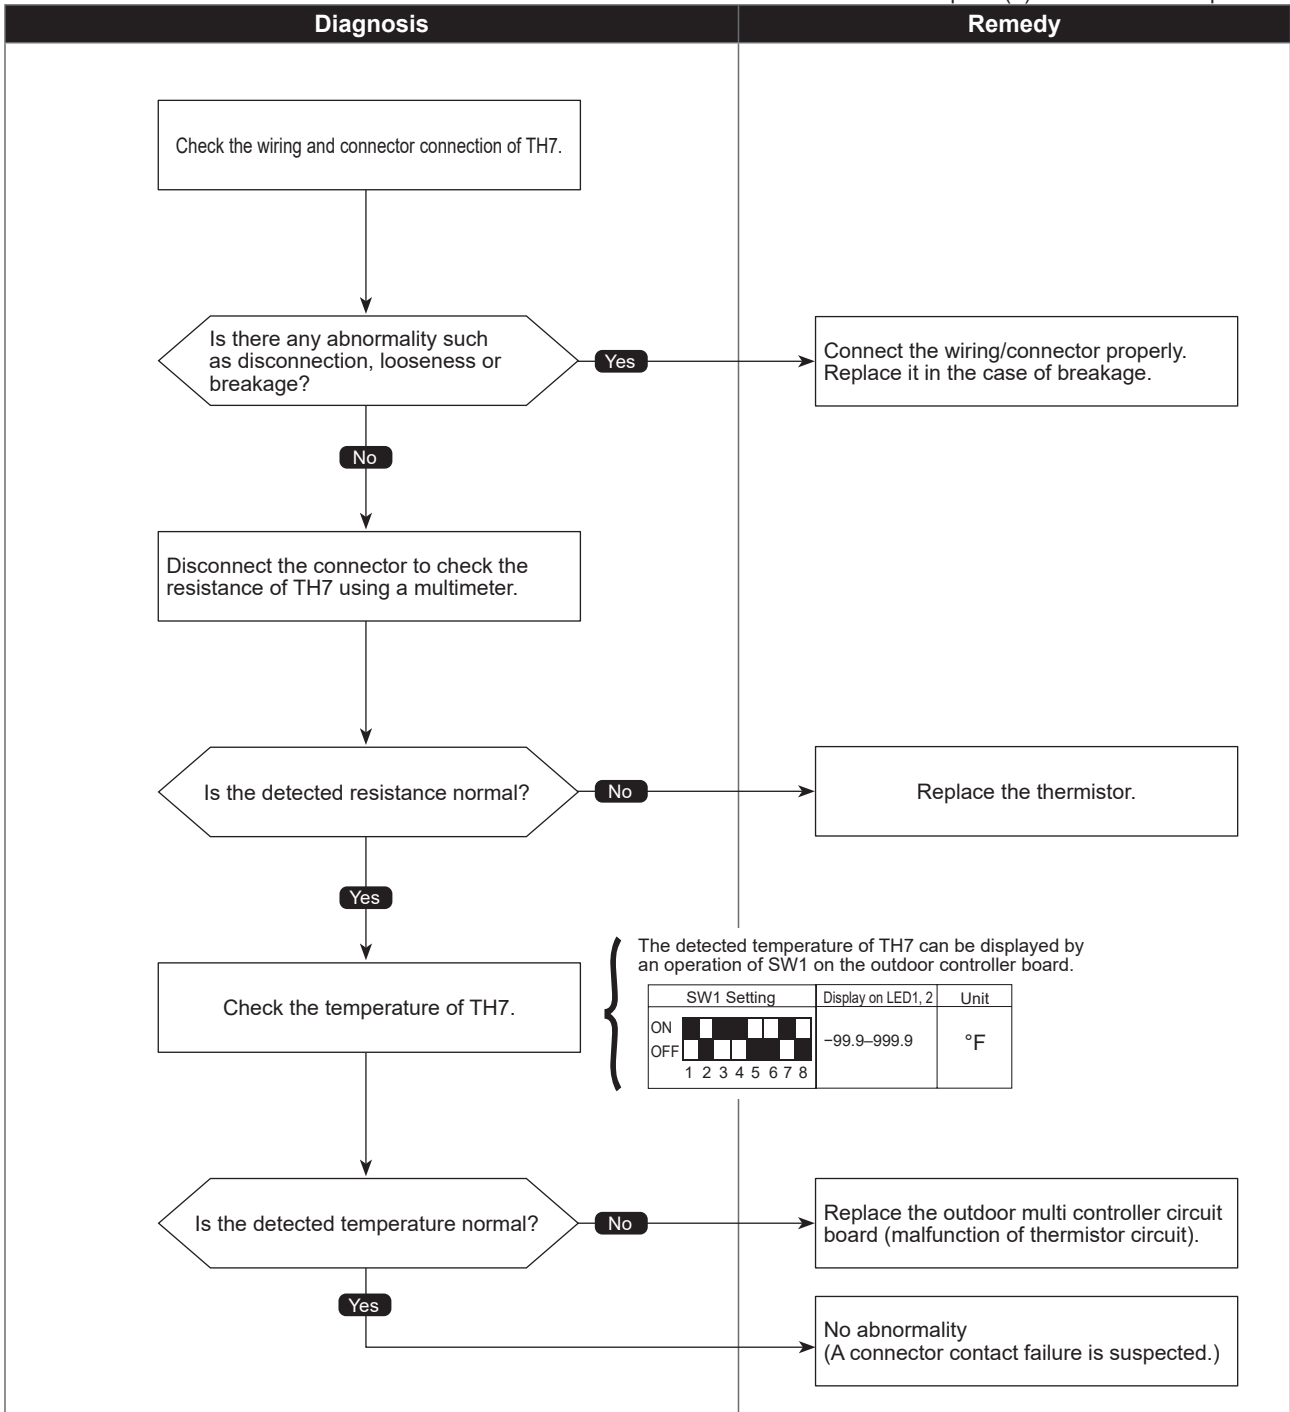 Diagnosis
Remedy
Check the wiring and connector connection of TH7.
Is there any abnormality such
as disconnection, looseness or
breakage?
Yes
Connect the wiring/connector properly.
Replace it in the case of breakage.
No
Disconnect the connector to check the
resistance of TH7 using a multimeter.
Is the detected resistance normal?
No
Replace the thermistor.
Yes
The detected temperature of TH7 can be displayed by
an operation of SW1 on the outdoor controller board.
Check the temperature of TH7.
SW1 Setting
Display on LED1, 2
Unit
ON
OFF
1 2 3 4 5 6 7 8
−99.9–999.9
°F
Is the detected temperature normal?
No
Replace the outdoor multi controller circuit
board (malfunction of thermistor circuit).
Yes
No abnormality
(A connector contact failure is suspected.)